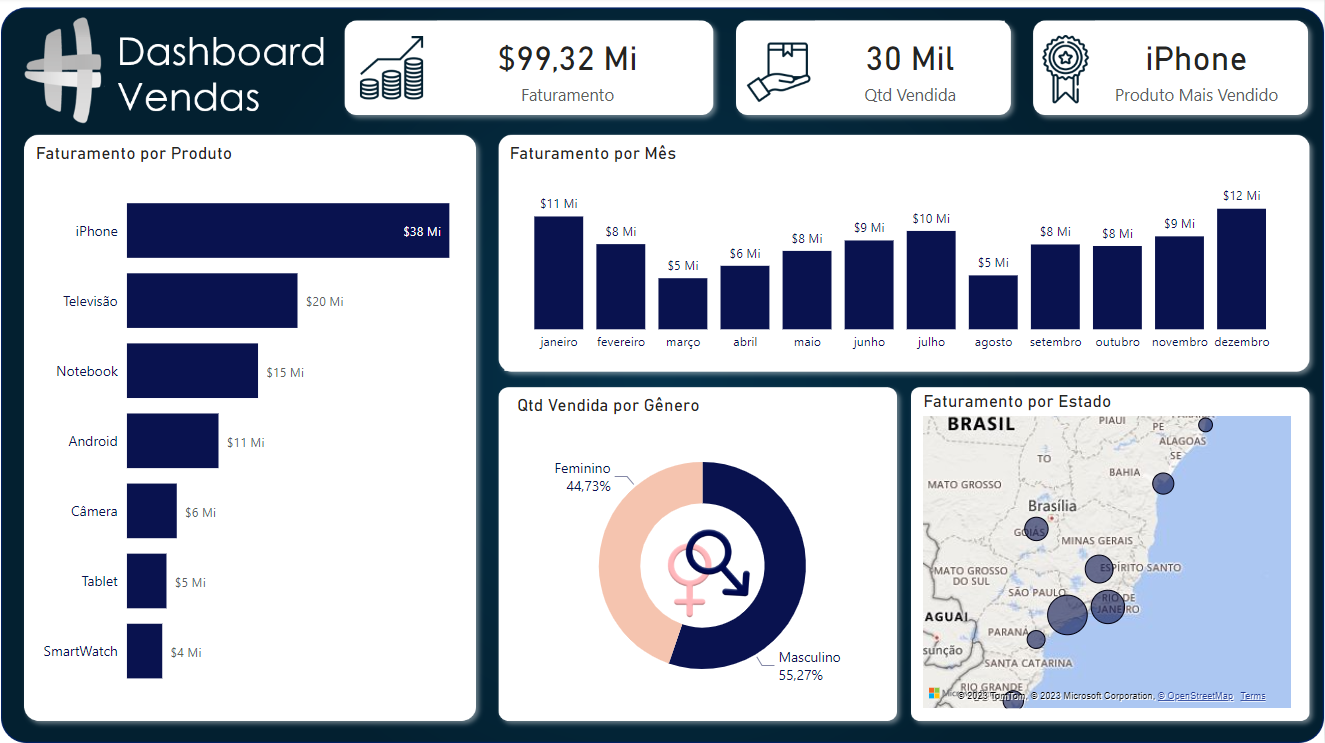 Dashboard
Vendas
$99,32 Mi
Faturamento
30 Mil
Qtd Vendida
iPhone
Produto Mais Vendido
Faturamento por Produto
iPhone
$38 Mi
Televisão
$20 Mi
Notebook
$15 Mi
Android
$11 Mi
Câmera
$6 Mi
Tablet
$5 Mi
SmartWatch
$4 Mi
Faturamento por Mês
$11 Mi
$8 Mi
$5 Mi
$6 Mi
$8 Mi
$9 Mi
$10 Mi
$5 Mi
$8 Mi
$8 Mi
$9 Mi
$12 Mi
janeiro
fevereiro
março
abril
maio
junho
julho
agosto
setembro
outubro
novembro
dezembro
Qtd Vendida por Gênero
Feminino
44,73%
Masculino
55,27%
Faturamento por Estado
BRASIL
PIAUÍ
PE
ALAGOAS
SE
TO
BAHIA
MATO GROSSO
Brasília
GOIÁS
MINAS GERAIS
ESPÍRITO SANTO
MATO GROSSO
DO SUL
SÃO PAULO
RIO DE
JANEIRO
AGUAI
PARANÁ
sunção
SANTA CATARINA
RIO GRANDE
© 2023 TomTom, © 2023 Microsoft Corporation, © OpenStreetMap Terms